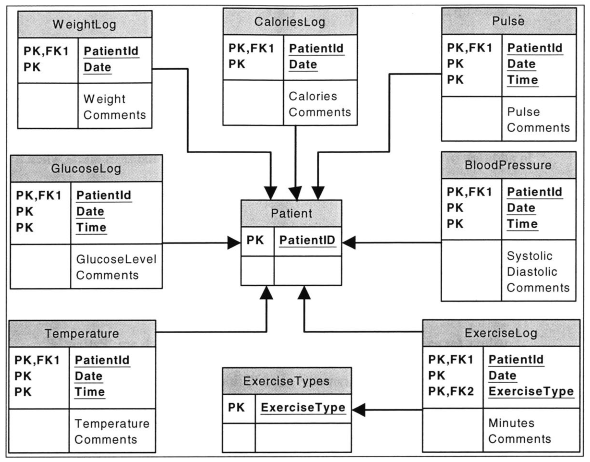 WeightLog
PK,FK1 PatientId
PK Date
Weight
Comments
CaloriesLog
PK,FK1 PatientId
PK Date
Calories
Comments
Pulse
PK,FK1 PatientId
PK Date
PK Time
Pulse
Comments
GlucoseLog
PK,FK1 PatientId
PK Date
PK Time
GlucoseLevel
Comments
Patient
PK PatientID
BloodPressure
PK,FK1 PatientId
PK Date
PK Time
Systolic
Diastolic
Comments
Temperature
PK,FK1 PatientId
PK Date
PK Time
Temperature
Comments
ExerciseTypes
PK ExerciseType
ExerciseLog
PK,FK1 PatientId
PK Date
PK,FK2 ExerciseType
Minutes
Comments